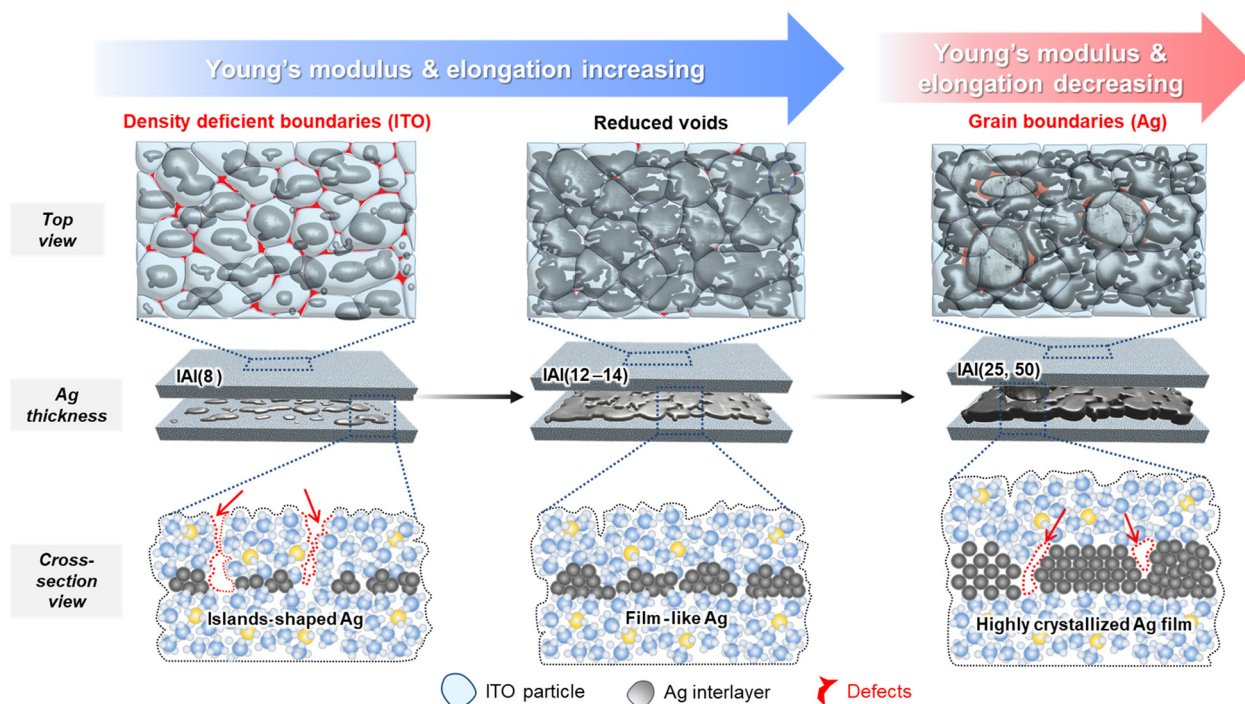 Young's modulus & elongation increasing
Young's modulus &
elongation decreasing
Density deficient boundaries (ITO)
Reduced voids
Grain boundaries (Ag)
Top
view
Ag
thickness
IAI(8)
IAI(12–14)
IAI(25, 50)
Cross-
section
view
Islands-shaped Ag
Film-like Ag
Highly crystallized Ag film
ITO particle
Ag interlayer
Defects